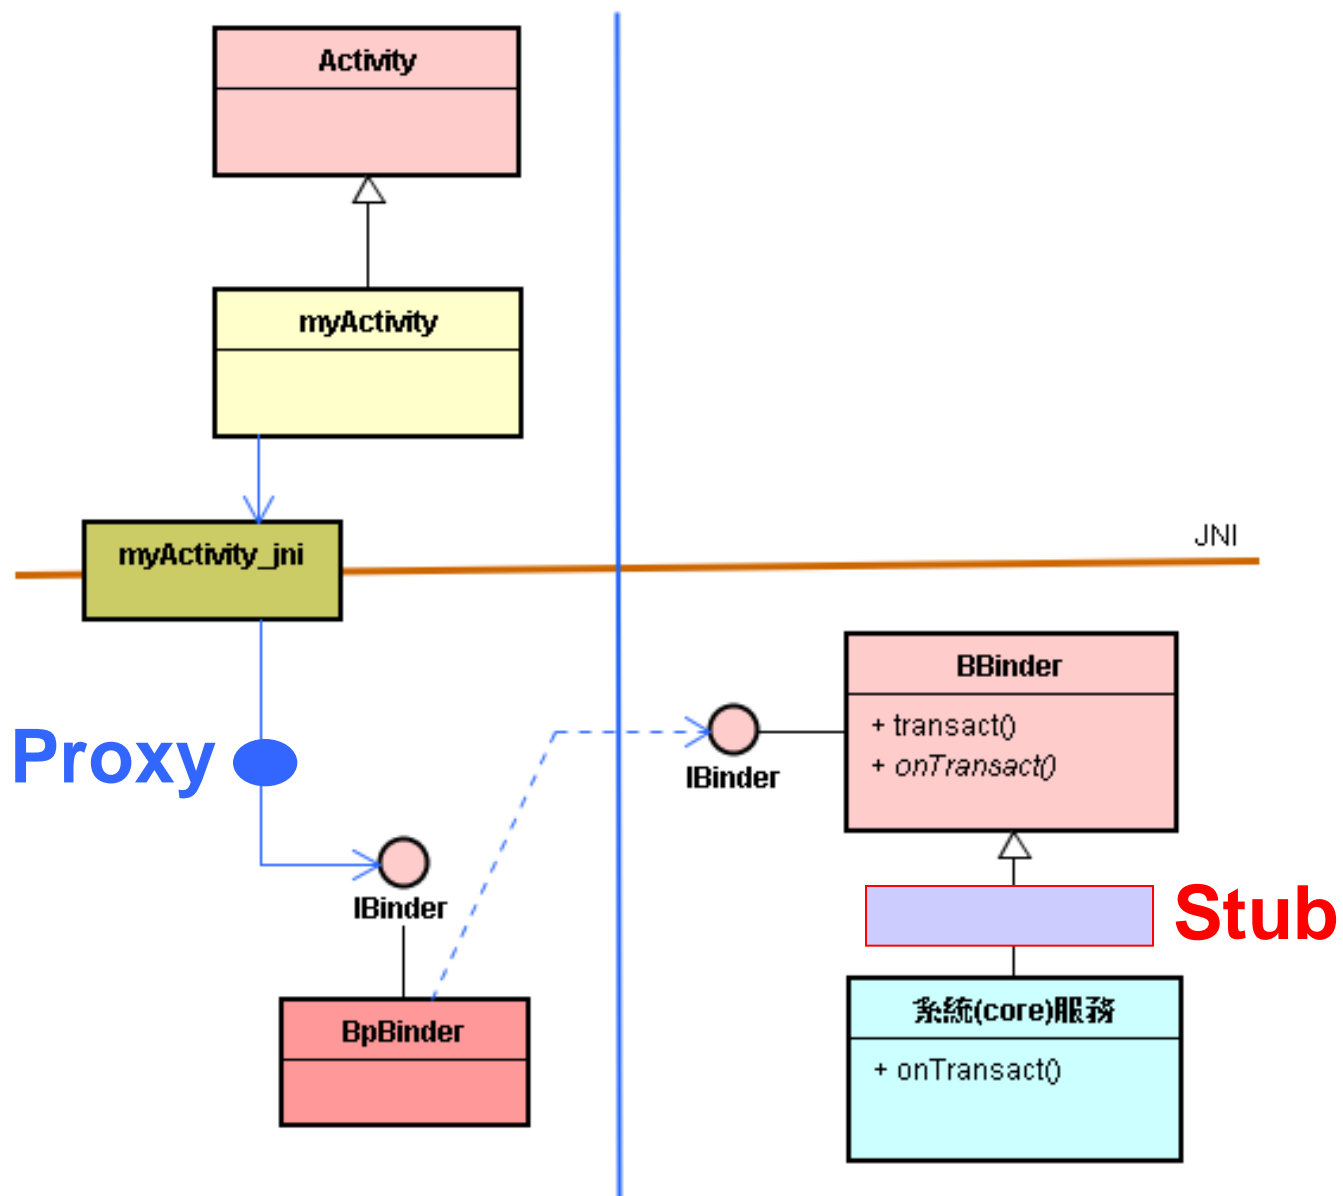 Activity
myActivity
myActivity_jni
JNI
BBinder
+ transact()
+ onTransact()
IBinder
Proxy
IBinder
Stub
BpBinder
系統(core)服務
+ onTransact()